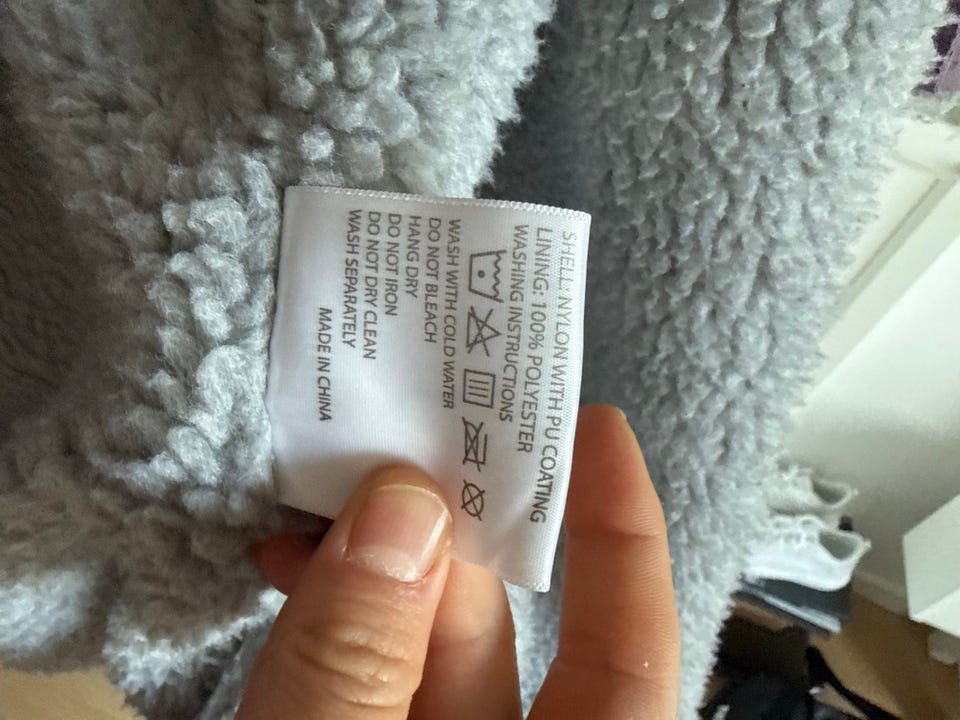 SHELL: NYLON WITH PU COATING
LINING: 100% POLYESTER
WASHING INSTRUCTIONS
WASH WITH COLD WATER
DO NOT BLEACH
HANG DRY
DO NOT IRON
DO NOT DRY CLEAN
WASH SEPARATELY
MADE IN CHINA